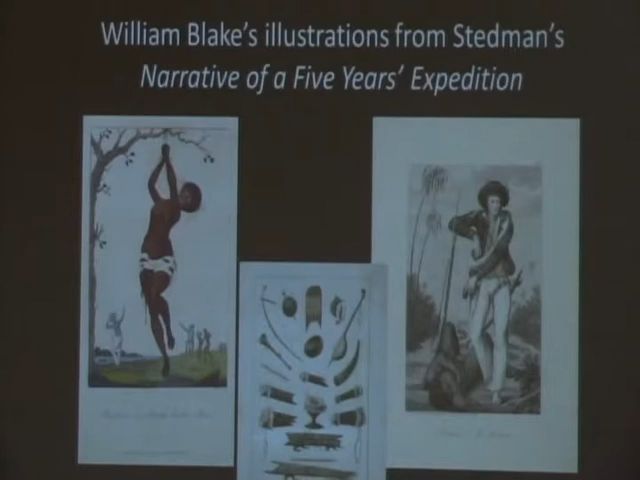 William Blake's illustrations from Stedman's
Narrative of a Five Years' Expedition